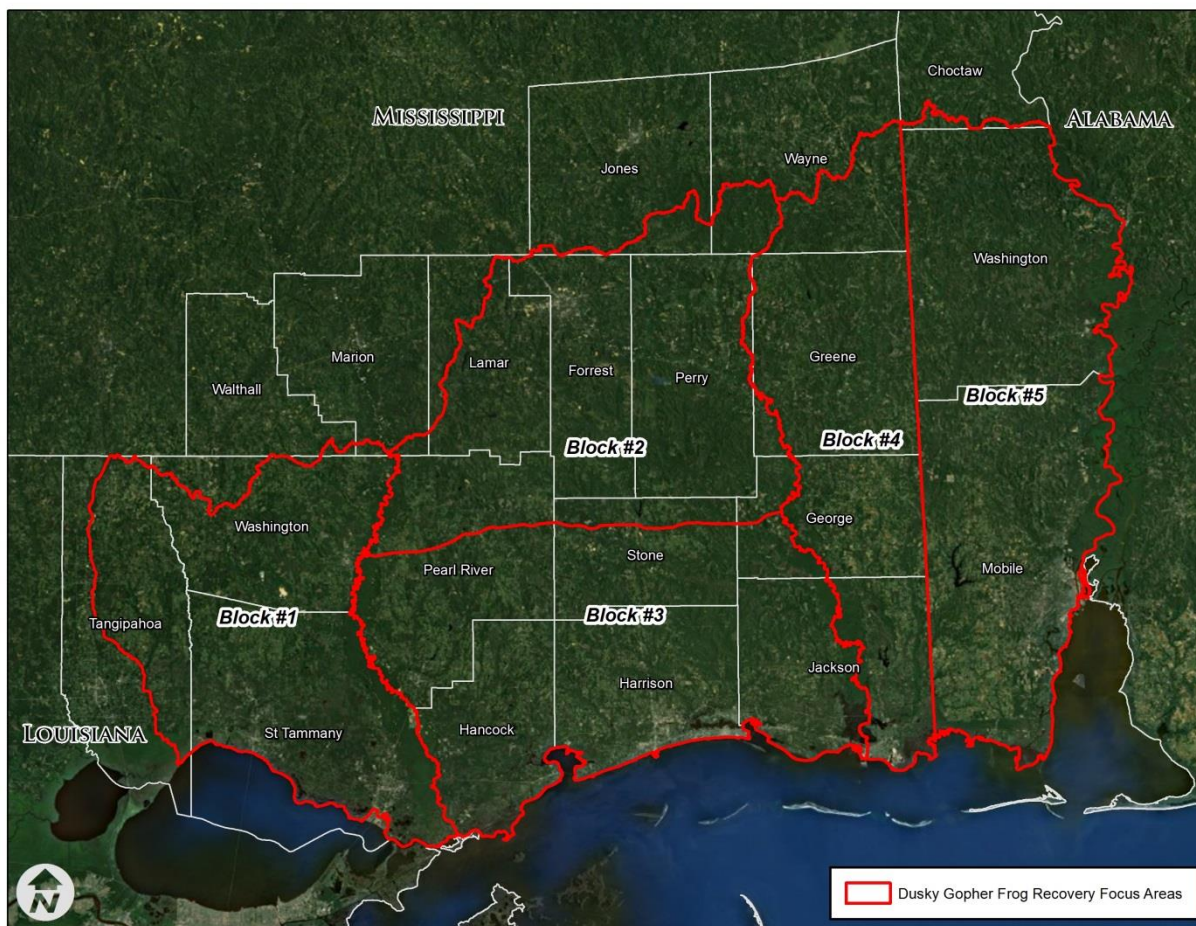 Choctaw
MISSISSIPPI
ALABAMA
Jones
Wayne
Washington
Marion
Lamar
Forrest
Perry
Greene
Walthall
Block #5
Block #2
Block #4
Washington
George
Pearl River
Stone
Mobile
Tangipahoa
Block #1
Block #3
Jackson
Harrison
LOUISIANA
St Tammany
Hancock
N
Dusky Gopher Frog Recovery Focus Areas